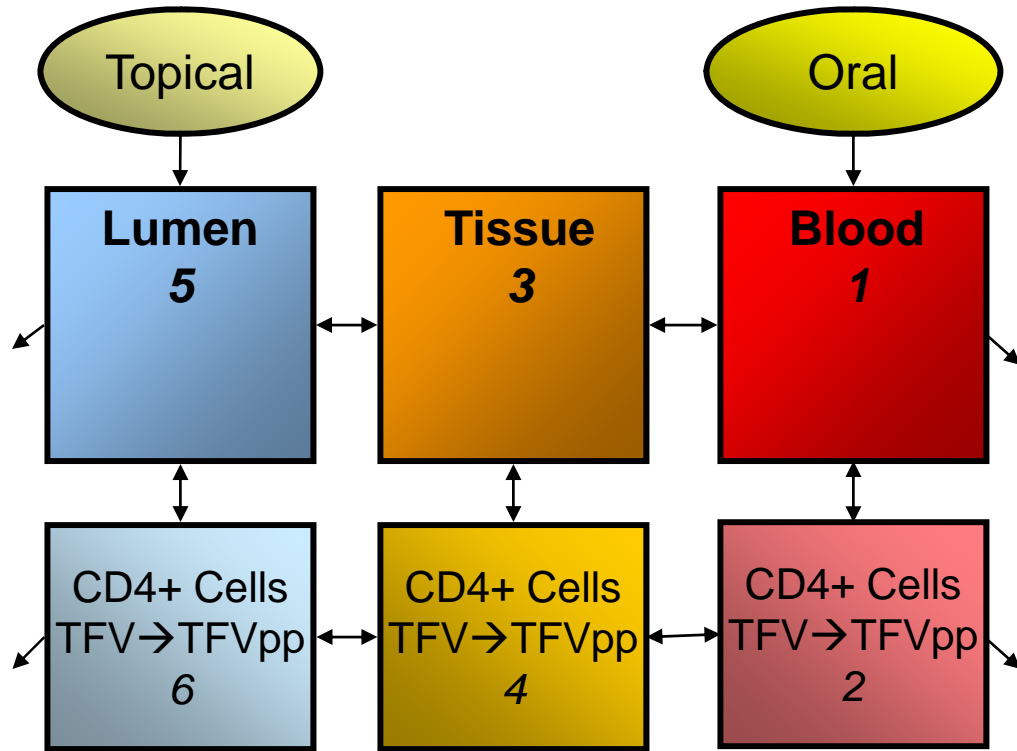 Topical
Oral
Lumen
5
Tissue
3
Blood
1
CD4+ Cells
TFV→TFVpp
6
CD4+ Cells
TFV→TFVpp
4
CD4+ Cells
TFV→TFVpp
2